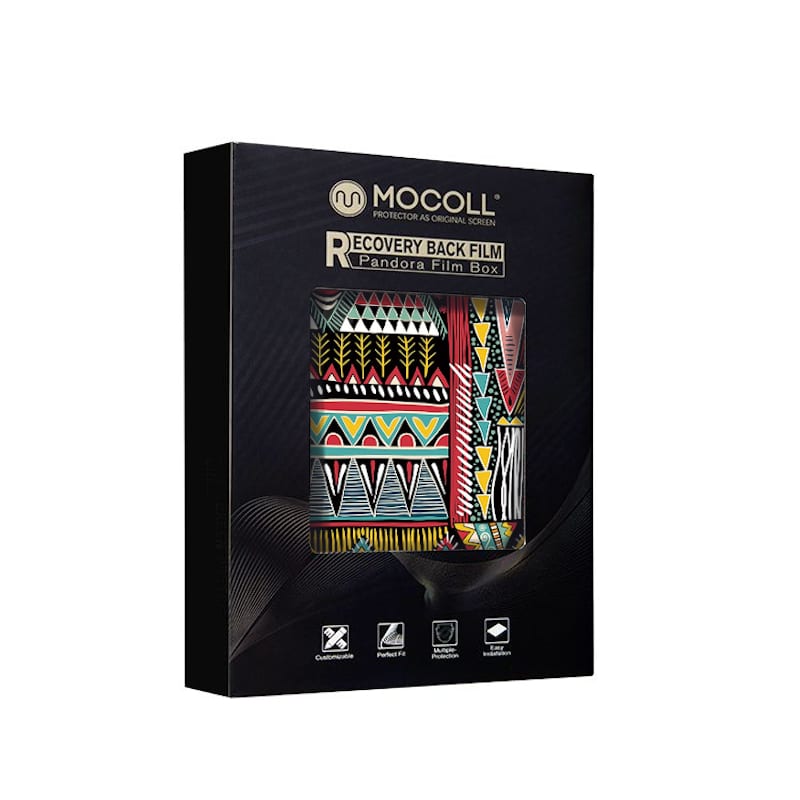 MOCOLL®
PROTECTOR AS ORIGINAL SCREEN
RECOVERY BACK FILM
Pandora Film Box
Customizable
Perfect Fit
Multiple-
Protection
Easy
Installation